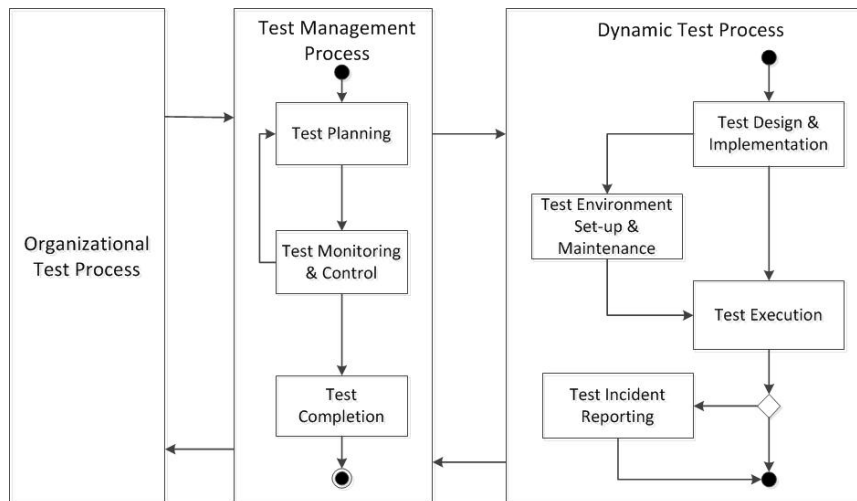 Organizational
Test Process
Test Management
Process
Test Planning
Test Monitoring
& Control
Test
Completion
Dynamic Test Process
Test Design &
Implementation
Test Environment
Set-up &
Maintenance
Test Execution
Test Incident
Reporting